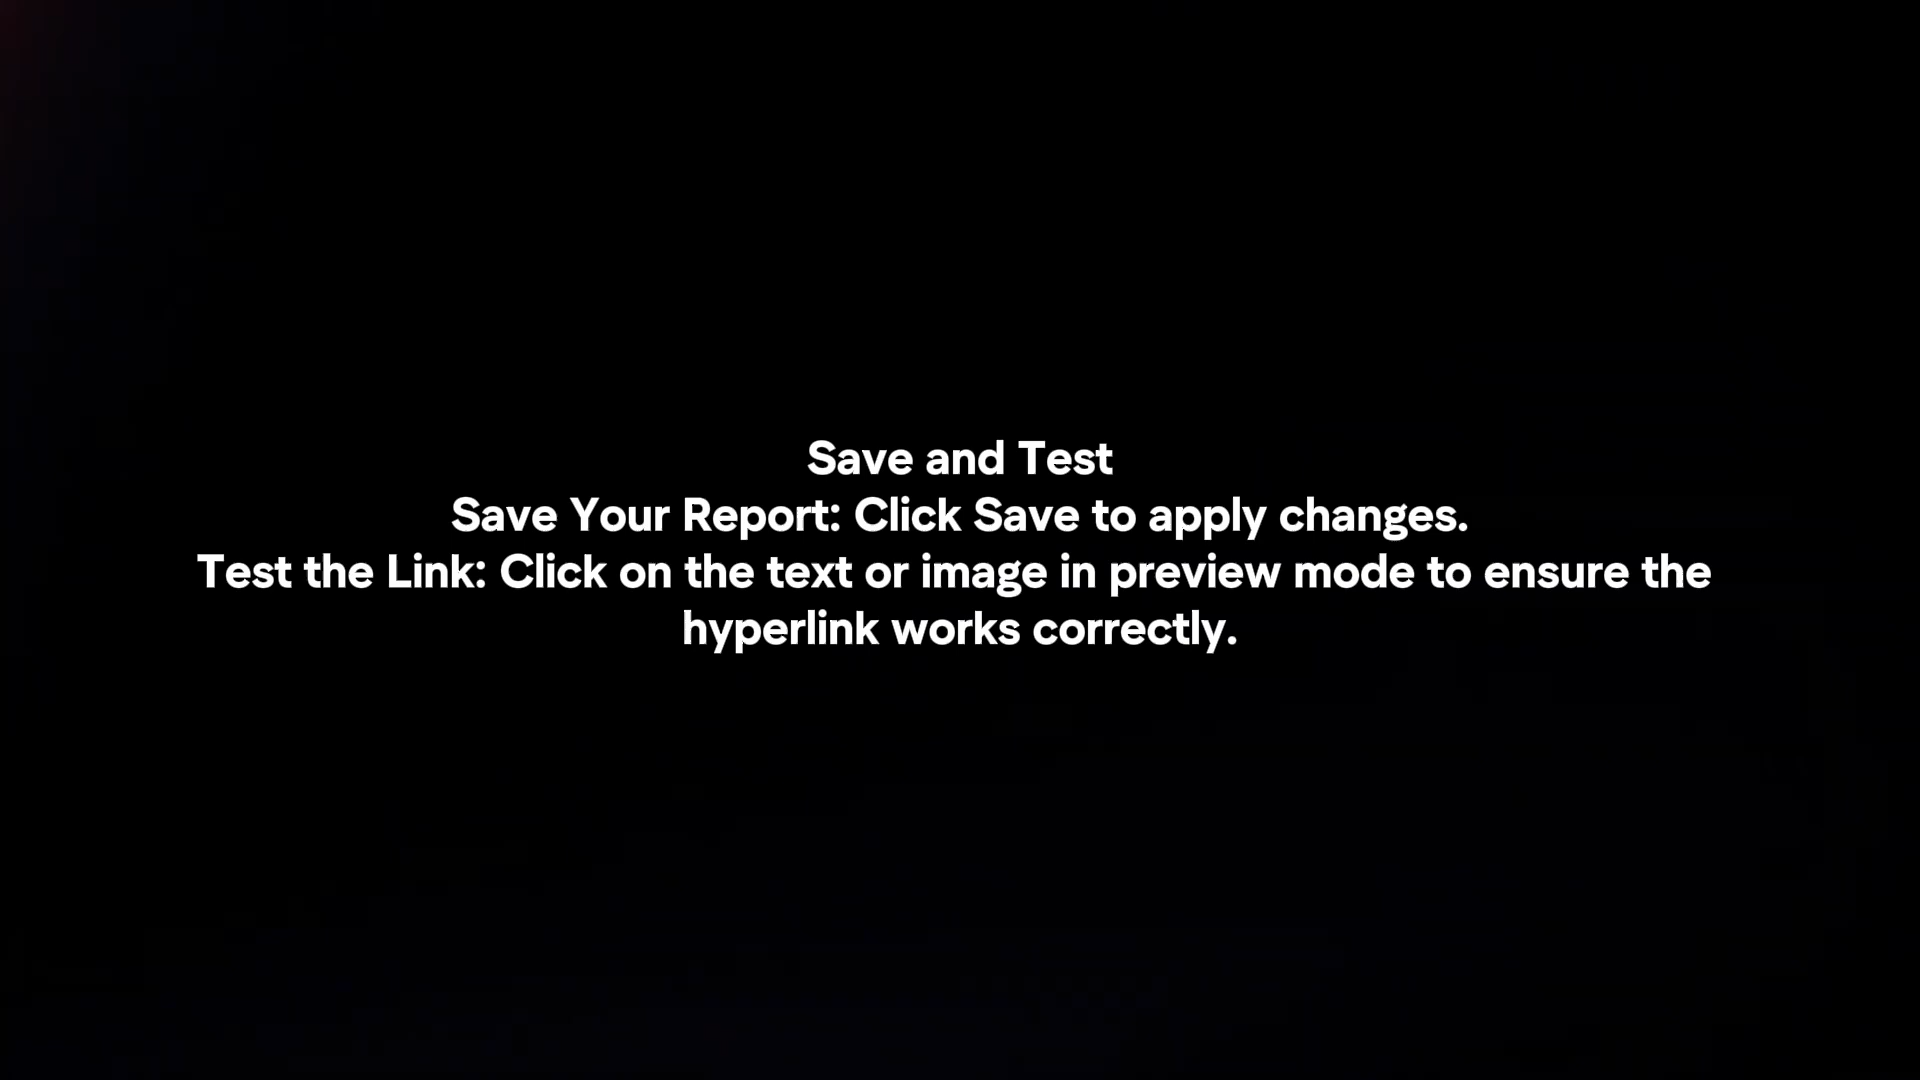 Save and Test
Save Your Report: Click Save to apply changes.
Test the Link: Click on the text or image in preview mode to ensure the
hyperlink works correctly.